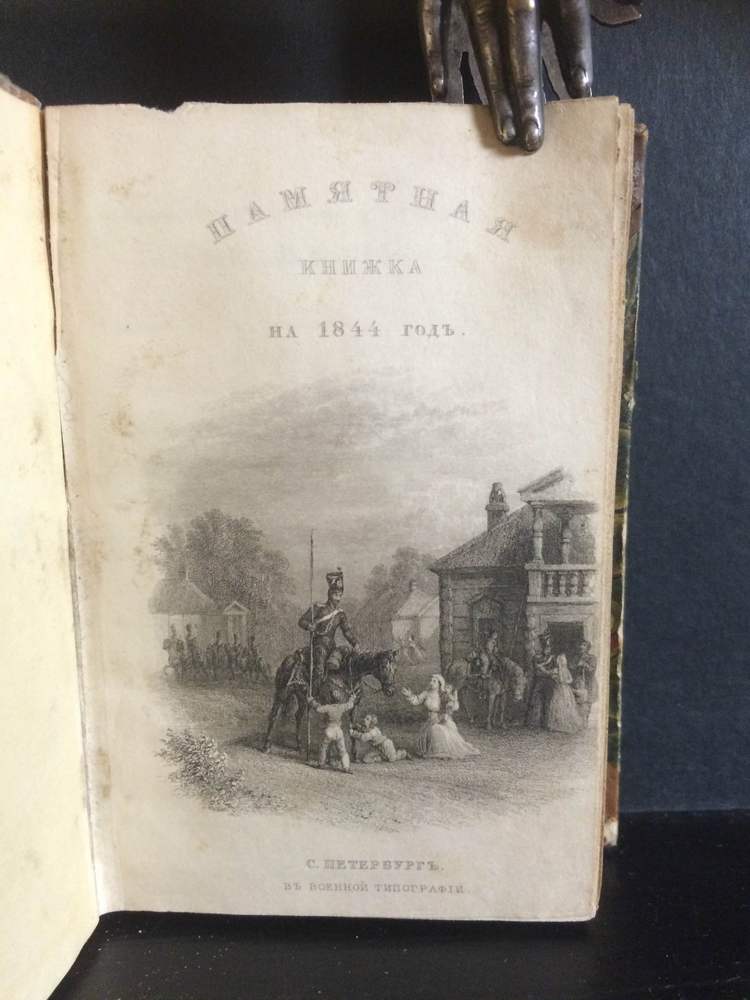 ПАМЯТНАЯ
КНИЖКА
НА 1844 ГОДЪ.
С. ПЕТЕРБУРГЪ.
ВЪ ВОЕННОЙ ТИПОГРАФІИ.